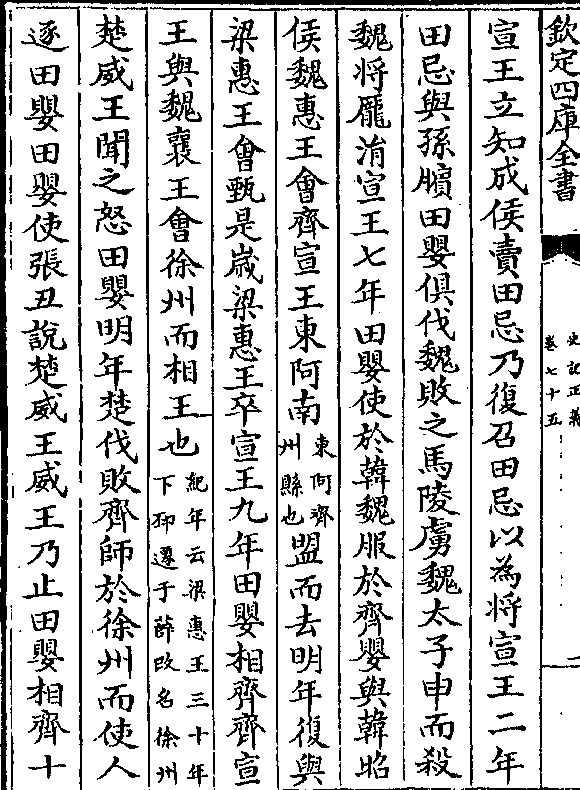 欽定四庫全書
史記正義
卷七十五
二
宣王立知成侯賣田忌乃復召田忌以為將宣王二年
田忌與孫臏田嬰俱伐魏敗之馬陵虜魏太子申而殺
魏將龐涓宣王七年田嬰使於韓魏服於齊嬰與韓昭
侯魏惠王會齊宣王東阿南東阿齊州縣也盟而去明年復與
梁惠王會甄是嵗梁惠王卒宣王九年田嬰相齊齊宣
王與魏襄王會徐州而相王也紀年云梁惠王三十年下邳遷于薛改名徐州
楚威王聞之怒田嬰明年楚伐敗齊師於徐州而使人
逐田嬰田嬰使張丑說楚威王威王乃止田嬰相齊十